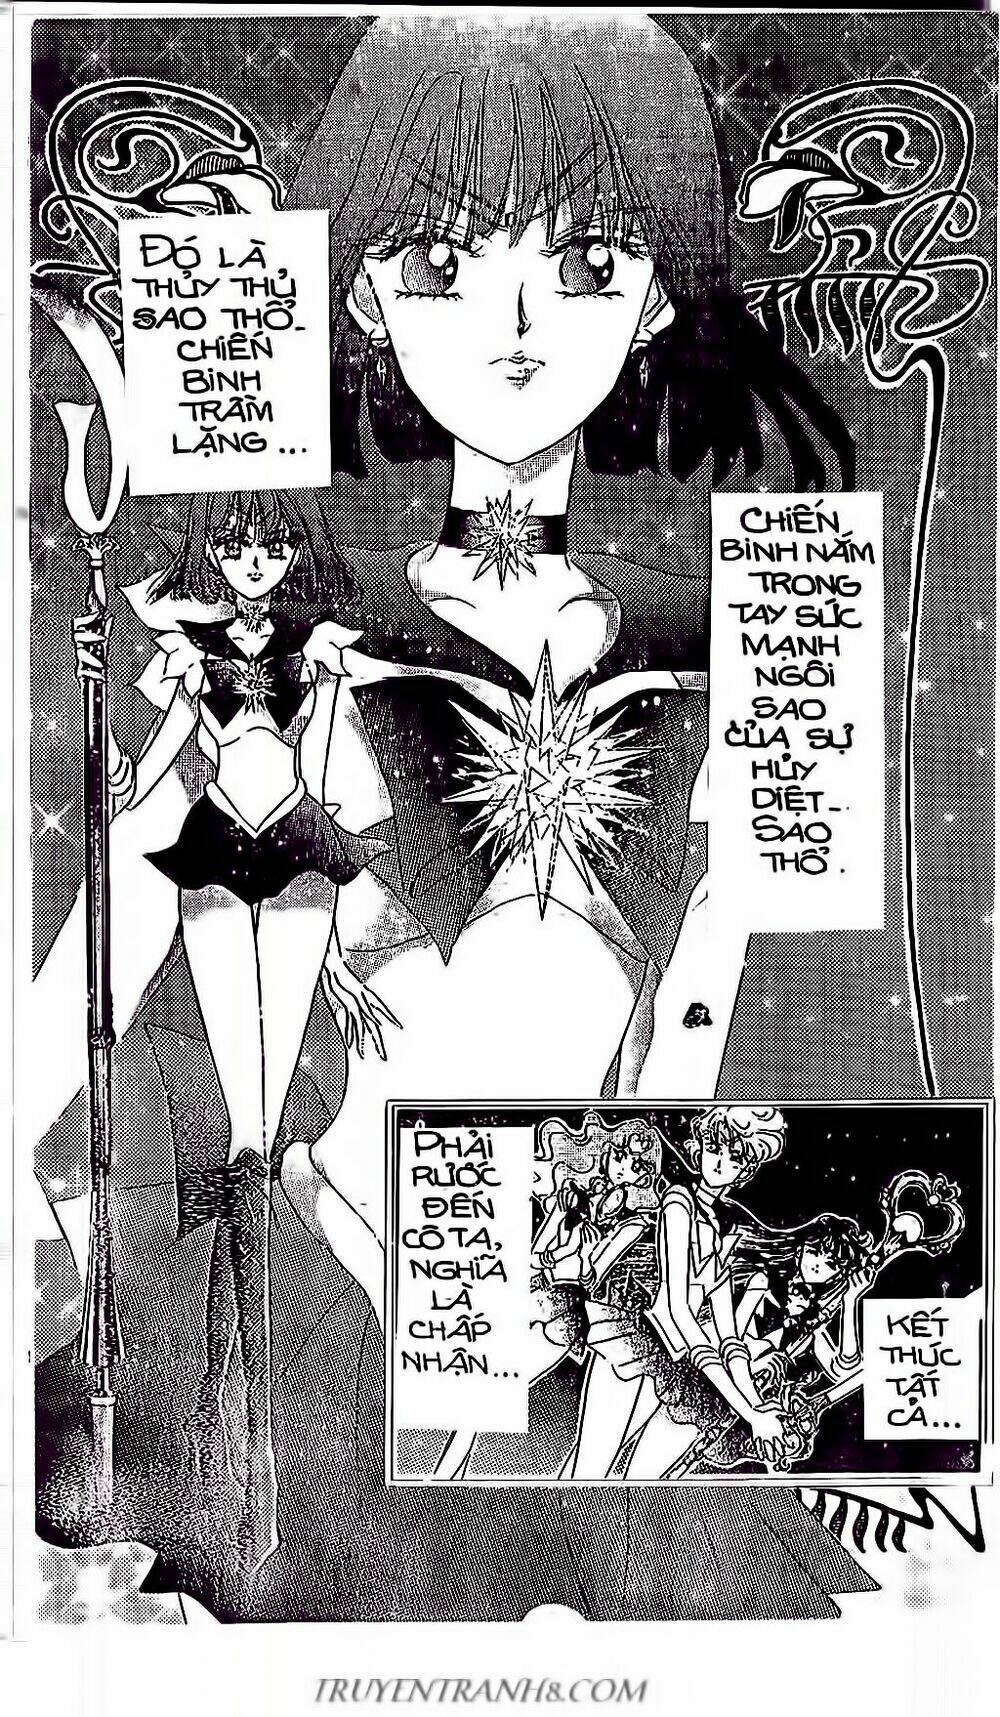 ĐÓ LÀ
THỦY THỦ
SAO THỔ_
CHIẾN
BINH
TRẦM
LẶNG ...
CHIẾN
BINH NẮM
TRONG
TAY SỨC
MẠNH
NGÔI
SAO
CỦA SỰ
HỦY
DIỆT_
SAO
THỔ.
PHẢI
RƯỚC
ĐẾN
CÔ TA,
NGHĨA
LÀ
CHẤP
NHẬN...
KẾT
THÚC
TẤT
CẢ...
TRUYENTRANH8.COM